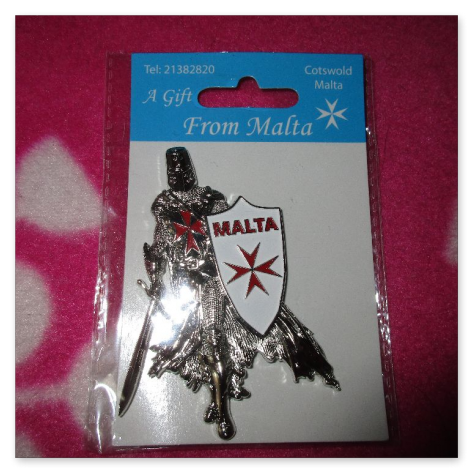 Tel: 21382820
Cotswold
Malta
A Gift
From Malta
MALTA